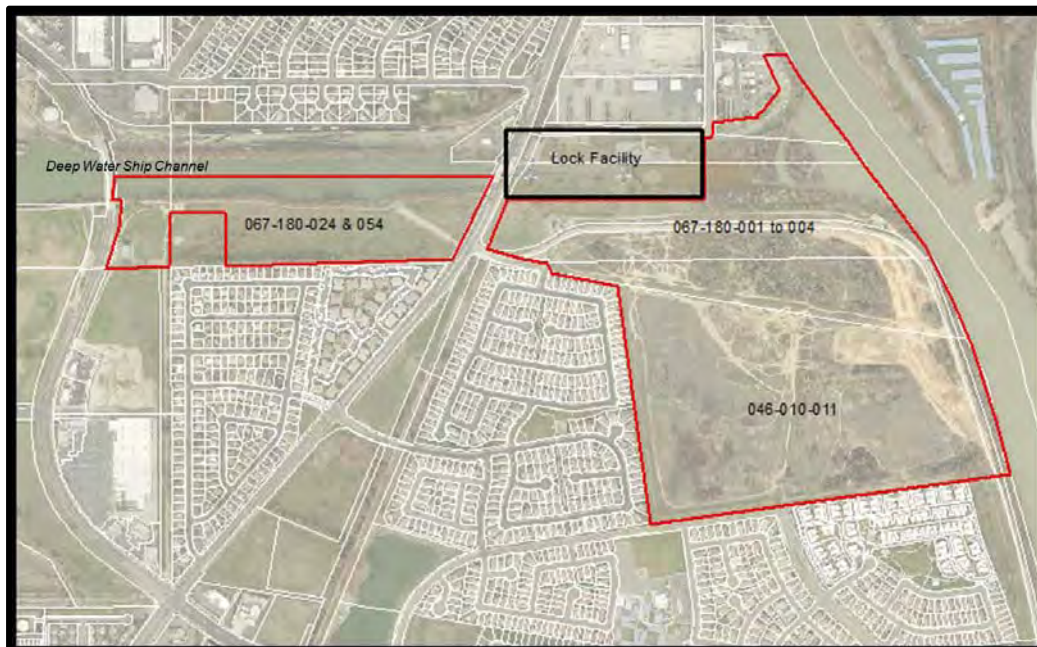 Lock Facility
Deep Water Ship Channel
067-180-024 & 054
067-180-001 to 004
046-010-011